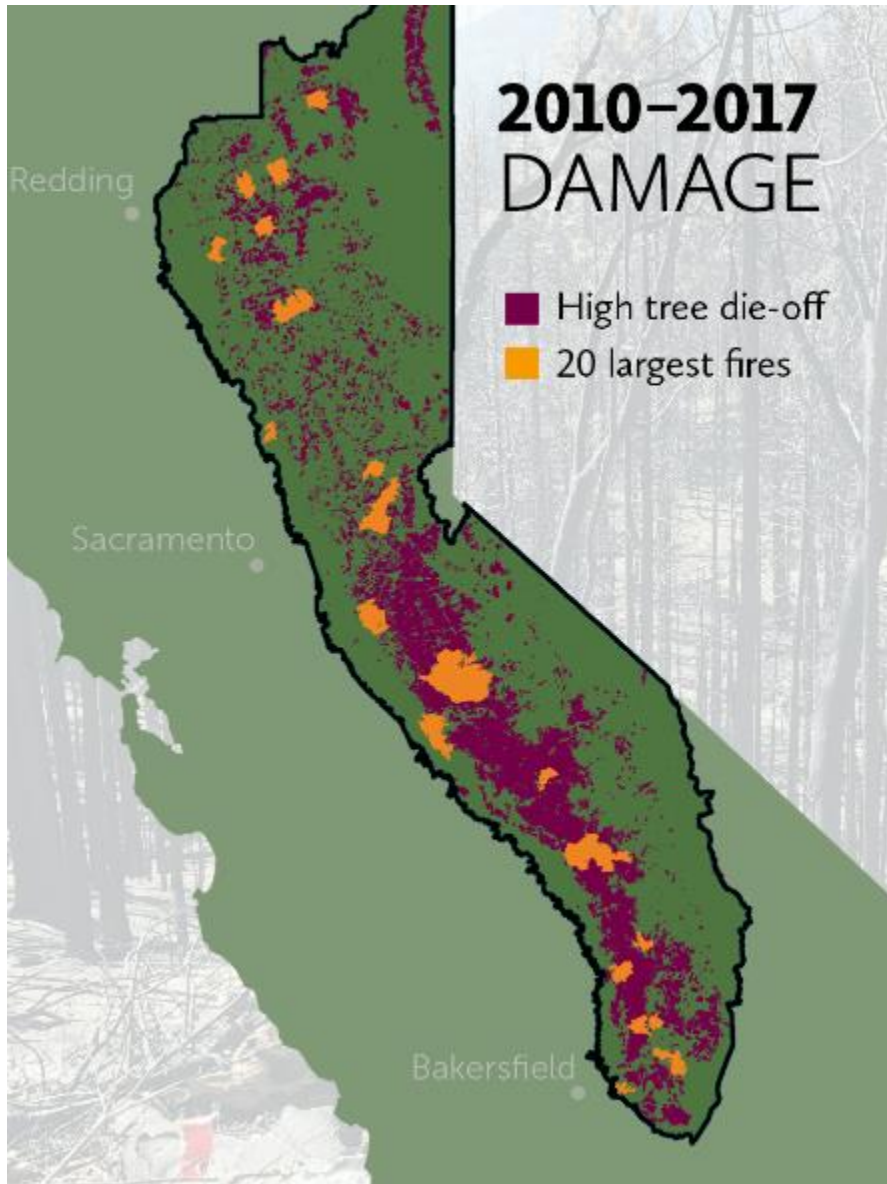 2010–2017
DAMAGE
Redding
High tree die-off
20 largest fires
Sacramento
Bakersfield